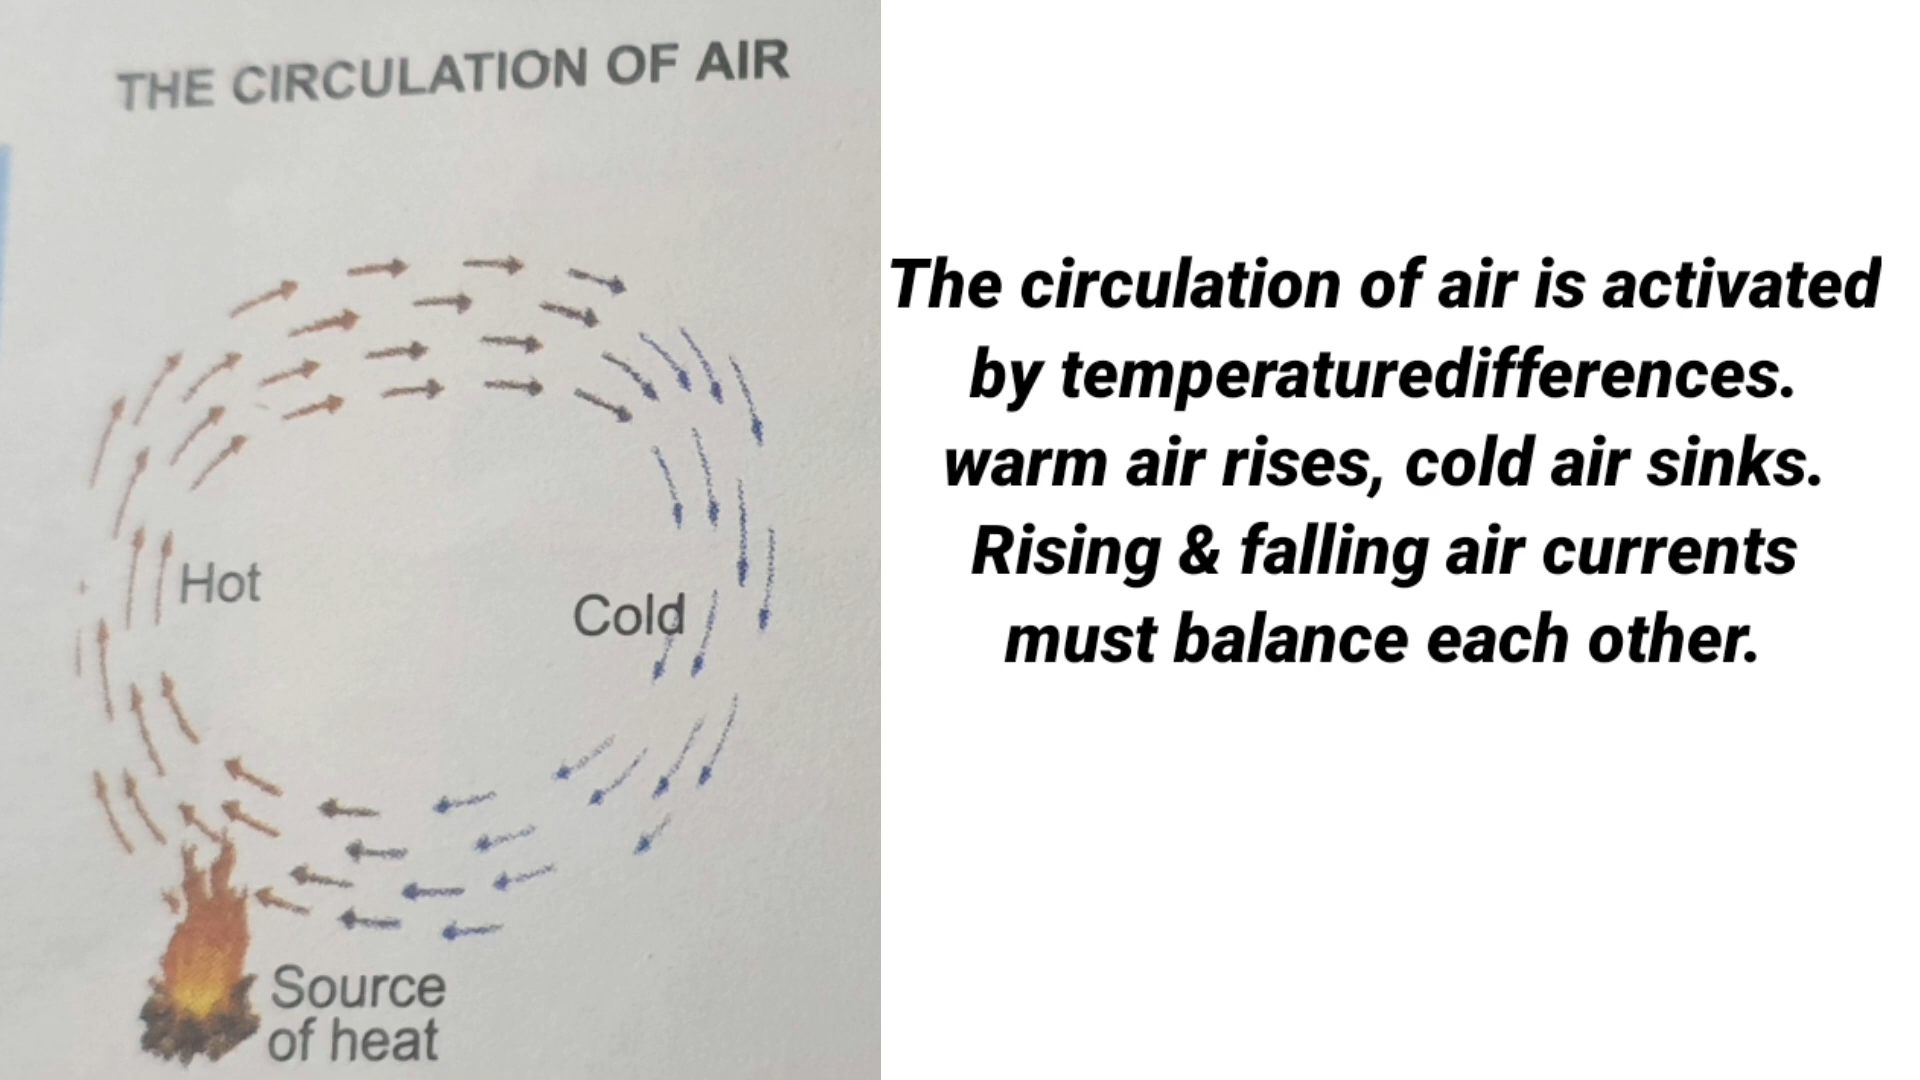 THE CIRCULATION OF AIR
Hot
Cold
Source
of heat
The circulation of air is activated
by temperaturedifferences.
warm air rises, cold air sinks.
Rising & falling air currents
must balance each other.